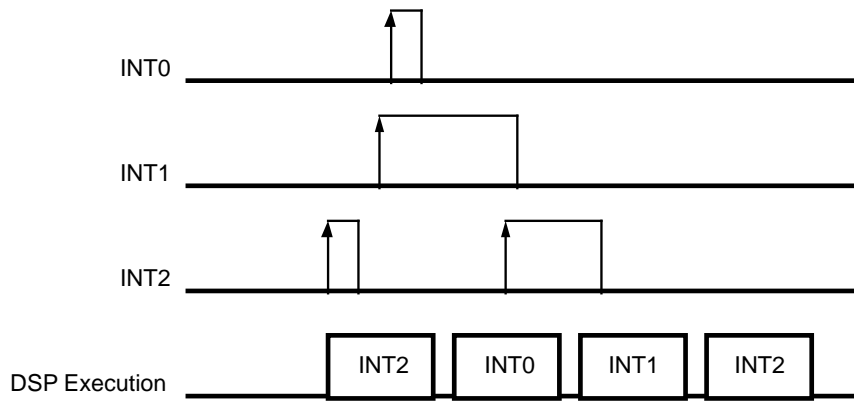 INT0
INT1
INT2
DSP Execution
INT2 INT0 INT1 INT2